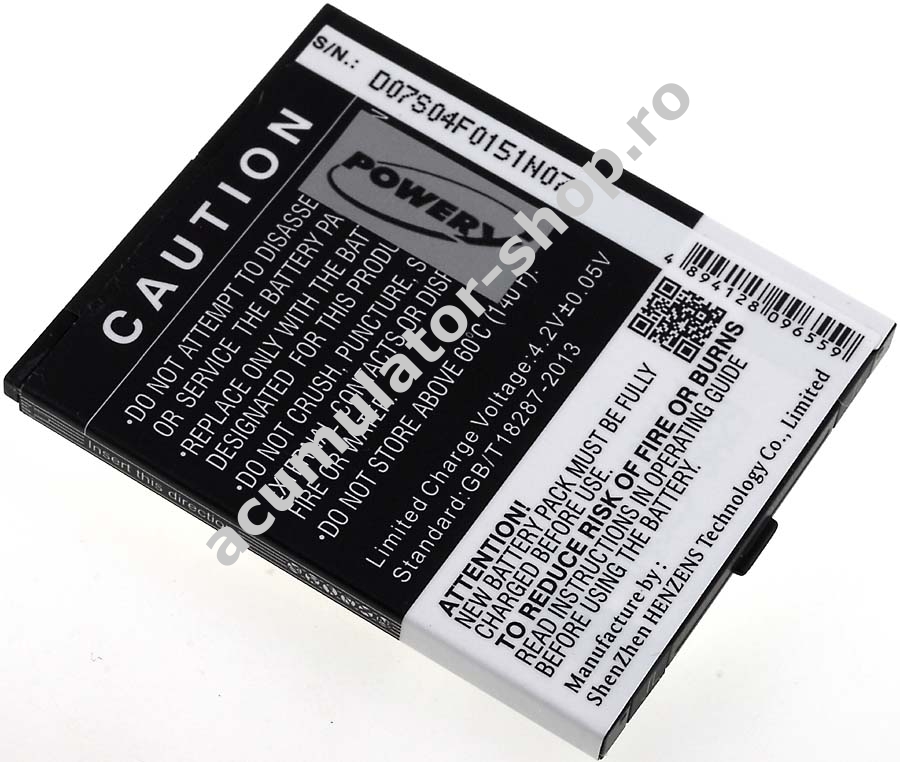 S/N.: D07S04F0151N07
CAUTION
POWERY
·DO NOT ATTEMPT TO DISASSE
OR SERVICE THE BATTERY PA
·REPLACE ONLY WITH THE BATT
DESIGNATED FOR THIS PRODU
·DO NOT CRUSH, PUNCTURE, S
CONTACTS OR DISP
FIRE OR
·DO NOT STORE ABOVE 60℃ (140℉).
Limited Charge Voltage:4.2V±0.05V
Standard:GB/T18287-2013
4894128096559
ATTENTION!
NEW BATTERY PACK MUST BE FULLY
CHARGED BEFORE USE.
TO REDUCE RISK OF FIRE OR BURNS
READ INSTRUCTIONS IN OPERATING GUIDE
BEFORE USING THE BATTERY.
Manufacture by:
ShenZhen HENZENS Technology Co., Limited
Insert this direction
acumulator-shop.ro